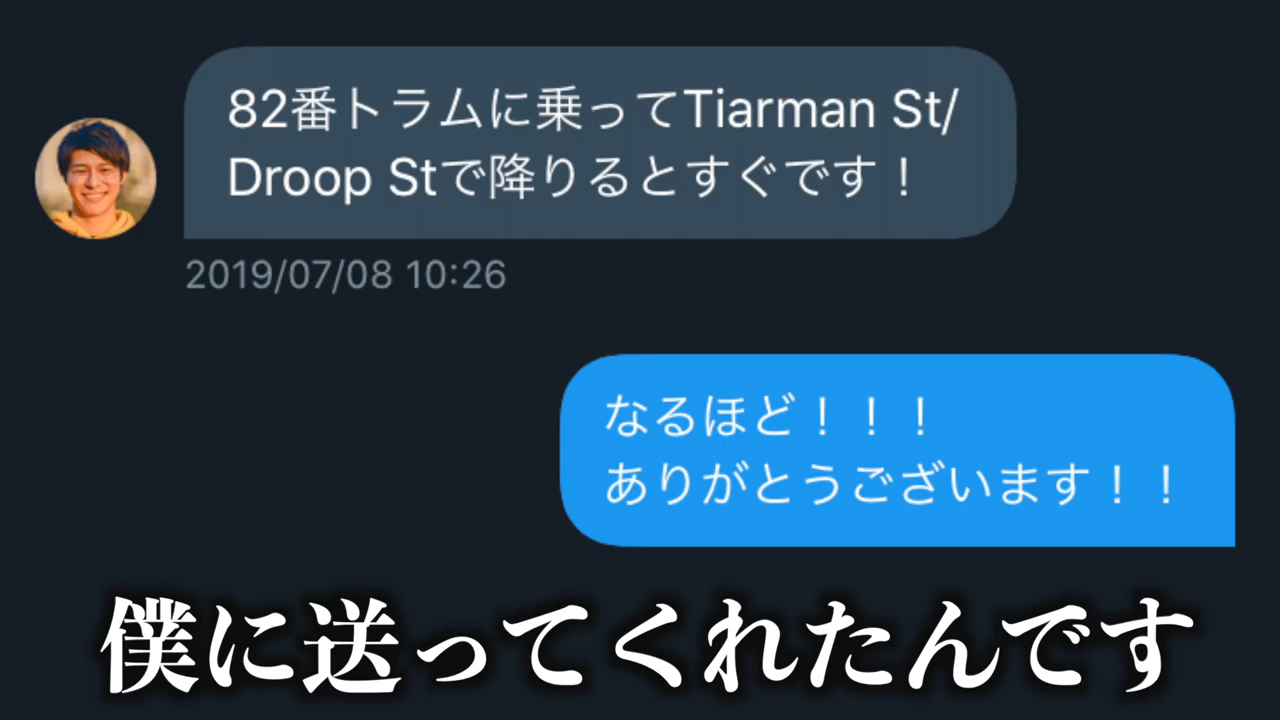 82番トラムに乗ってTiarman St/
Droop Stで降りるとすぐです！
2019/07/08 10:26
なるほど！！！
ありがとうございます！！
僕に送ってくれたんです